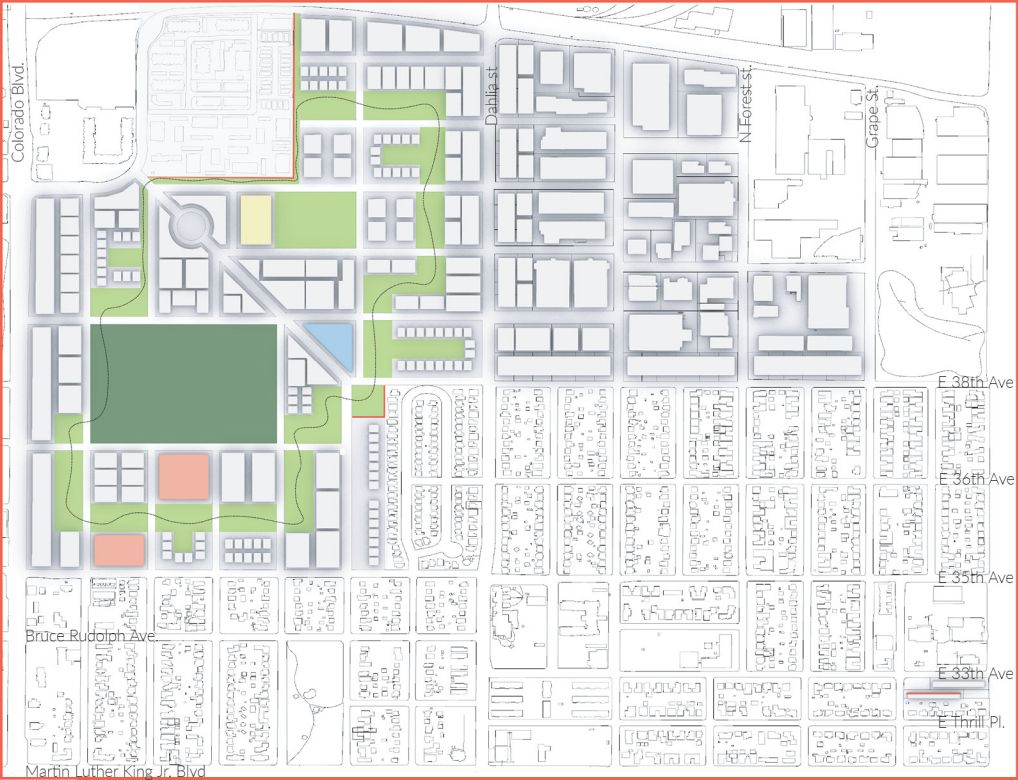 Colorado Blvd.
Dahlia st.
N Forest st.
Grape St.
E 38th Ave
E 36th Ave
E 35th Ave
Bruce Rudolph Ave.
E 33th Ave
E Thrill Pl.
Martin Luther King Jr. Blvd